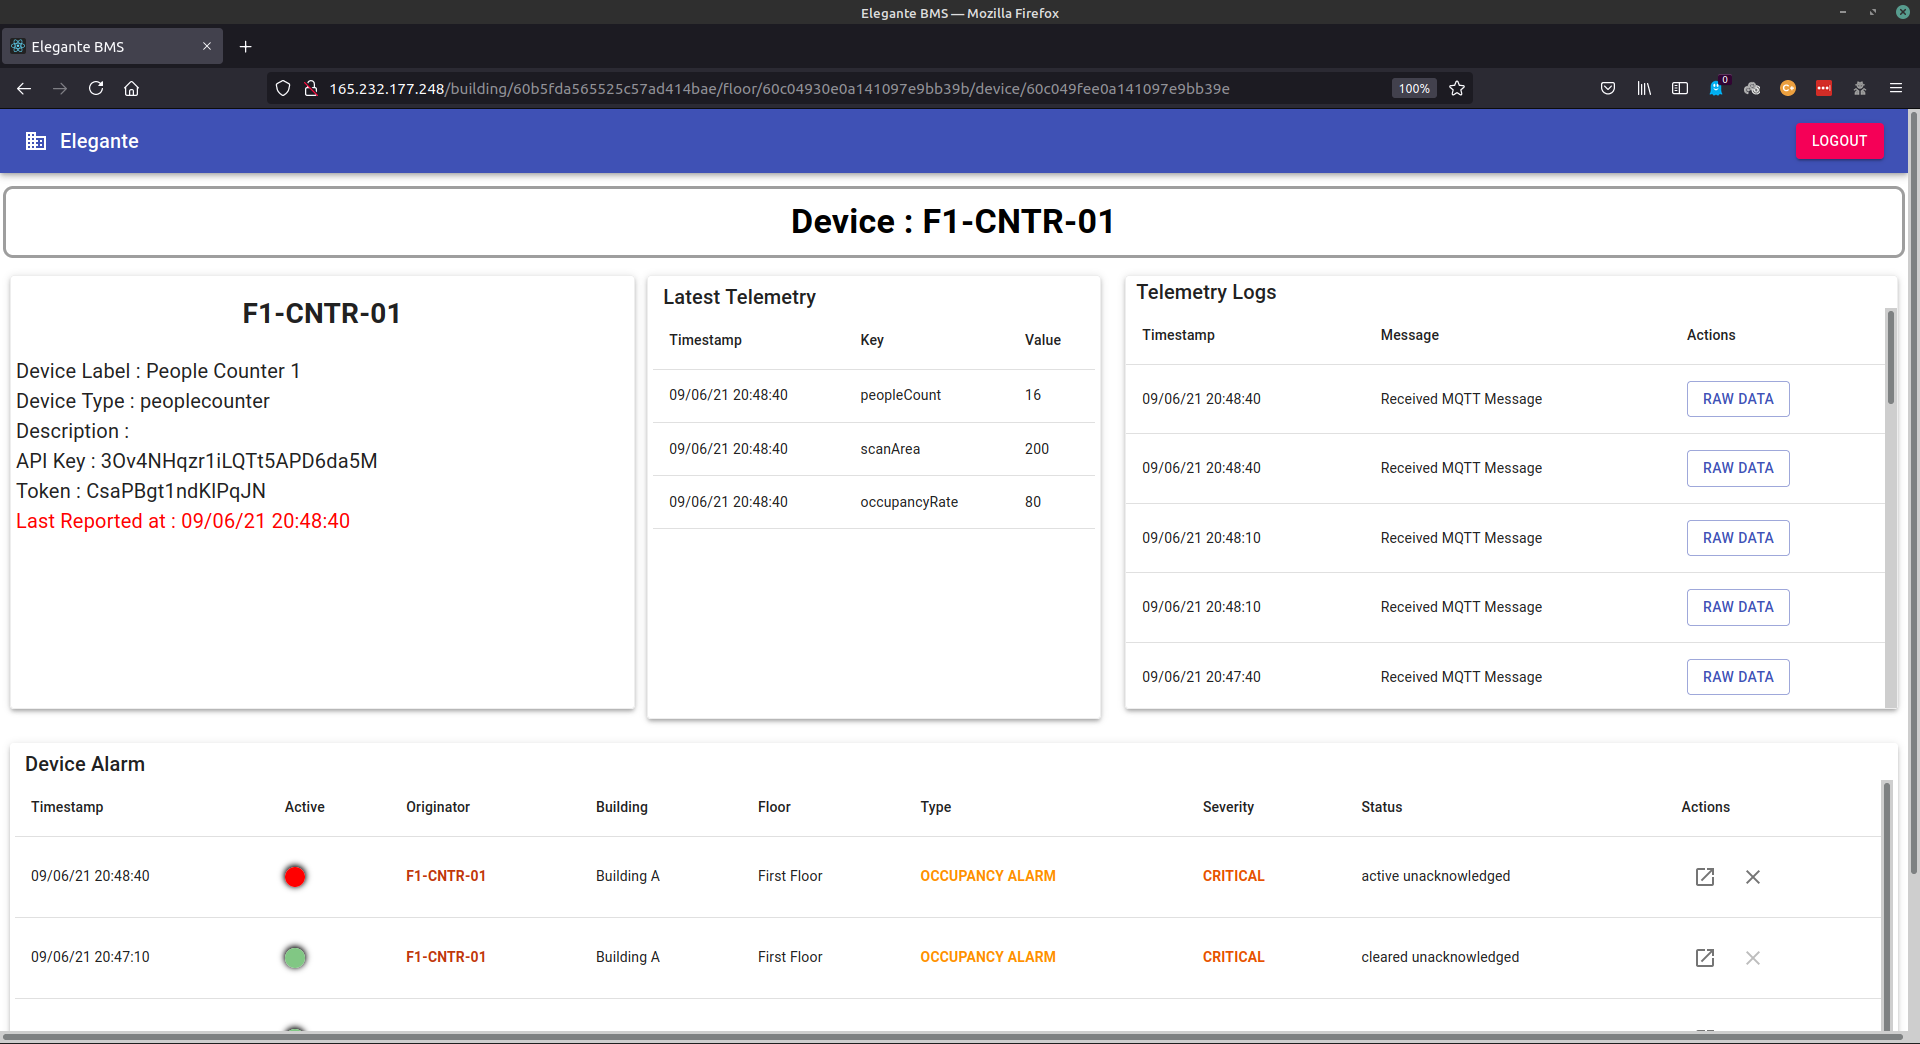 Elegante BMS — Mozilla Firefox
Elegante BMS
165.232.177.248/building/60b5fda565525c57ad414bae/floor/60c04930e0a141097e9bb39b/device/60c049fee0a141097e9bb39e
100%
0
Elegante
LOGOUT
Device : F1-CNTR-01
F1-CNTR-01
Device Label : People Counter 1
Device Type : peoplecounter
Description :
API Key : 3Ov4NHqzr1iLQTt5APD6da5M
Token : CsaPBgt1ndKlPqJN
Last Reported at : 09/06/21 20:48:40
Latest Telemetry
Timestamp Key Value
09/06/21 20:48:40 peopleCount 16
09/06/21 20:48:40 scanArea 200
09/06/21 20:48:40 occupancyRate 80
Telemetry Logs
Timestamp Message Actions
09/06/21 20:48:40 Received MQTT Message RAW DATA
09/06/21 20:48:40 Received MQTT Message RAW DATA
09/06/21 20:48:10 Received MQTT Message RAW DATA
09/06/21 20:48:10 Received MQTT Message RAW DATA
09/06/21 20:47:40 Received MQTT Message RAW DATA
Device Alarm
Timestamp Active Originator Building Floor Type Severity Status Actions
09/06/21 20:48:40 F1-CNTR-01 Building A First Floor OCCUPANCY ALARM CRITICAL active unacknowledged
09/06/21 20:47:10 F1-CNTR-01 Building A First Floor OCCUPANCY ALARM CRITICAL cleared unacknowledged